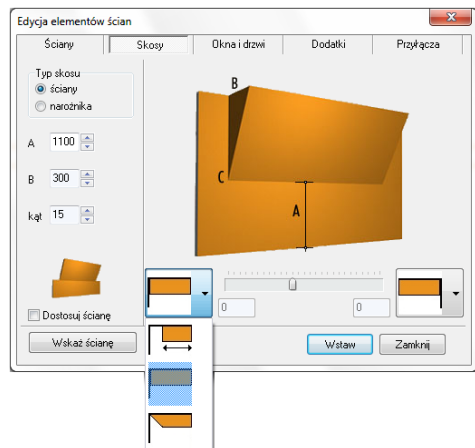 Edycja elementów ścian
Ściany Skosy Okna i drzwi Dodatki Przyłącza
Typ skosu
ściany
narożnika
A 1100
B 300
kąt 15
B
C
A
0 0
Dostosuj ścianę
Wskaż ścianę
Wstaw Zamknij